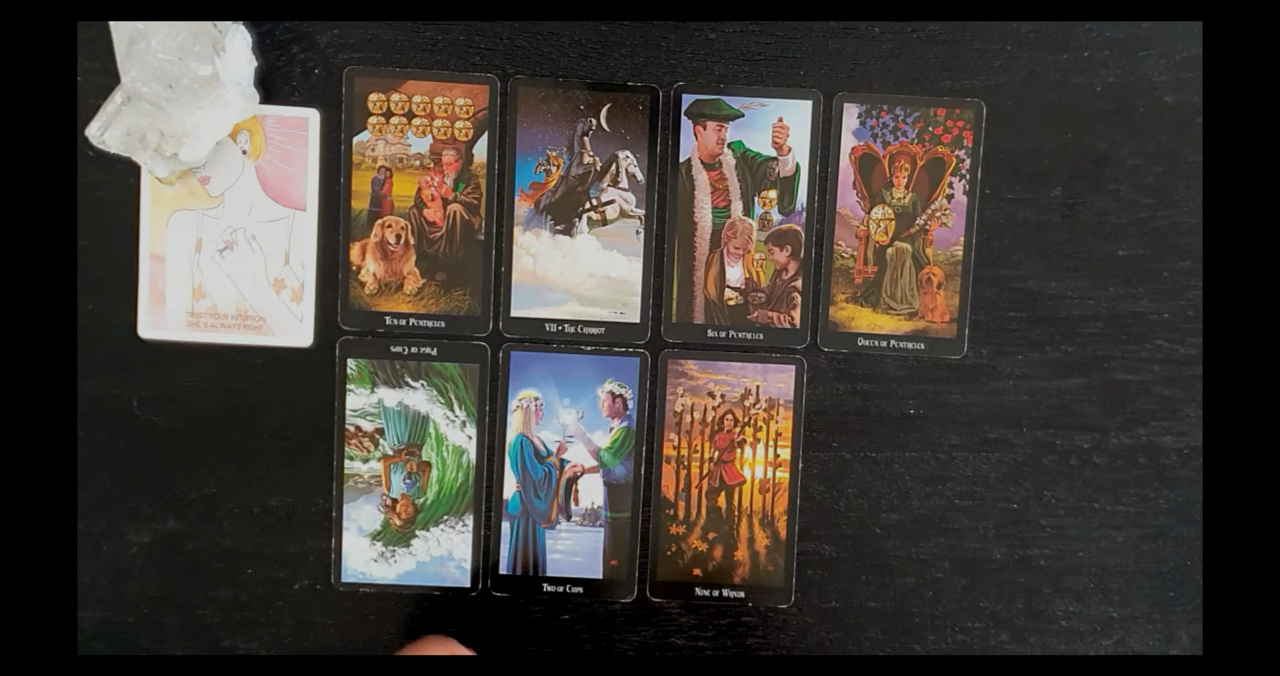 TRUST YOUR INTUITION
SHE'S ALWAYS RIGHT
TEN OF PENTACLES
VII • THE CHARIOT
SIX OF PENTACLES
QUEEN OF PENTACLES
PAGE OF CUPS
TWO OF CUPS
NINE OF WANDS